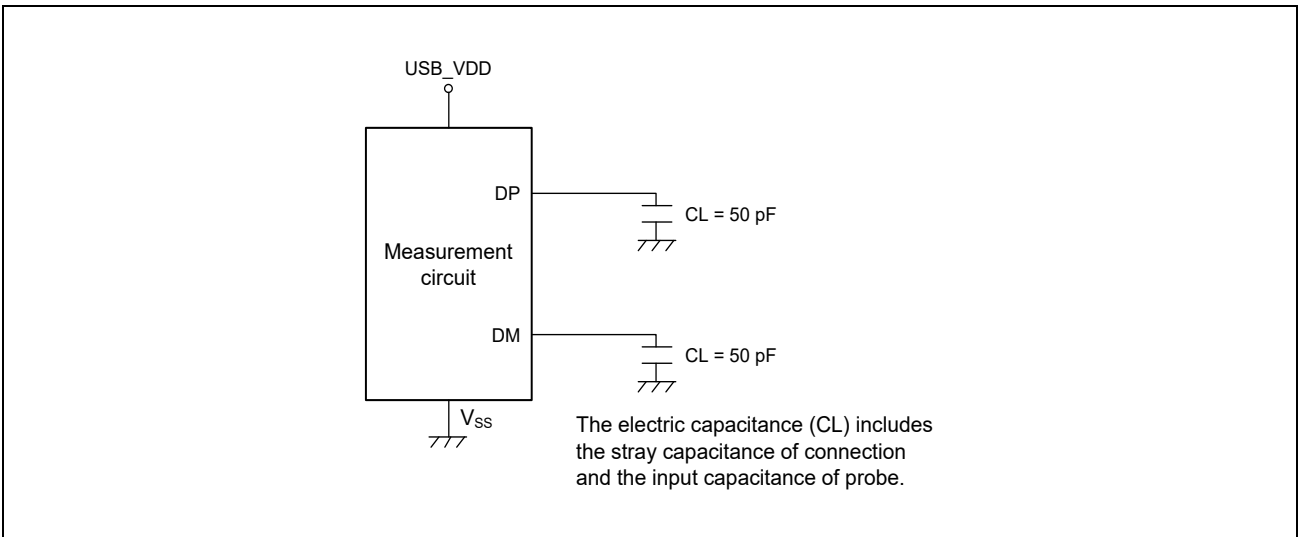 USB_VDD
DP
CL = 50 pF
Measurement
circuit
DM
CL = 50 pF
VSS
The electric capacitance (CL) includes
the stray capacitance of connection
and the input capacitance of probe.